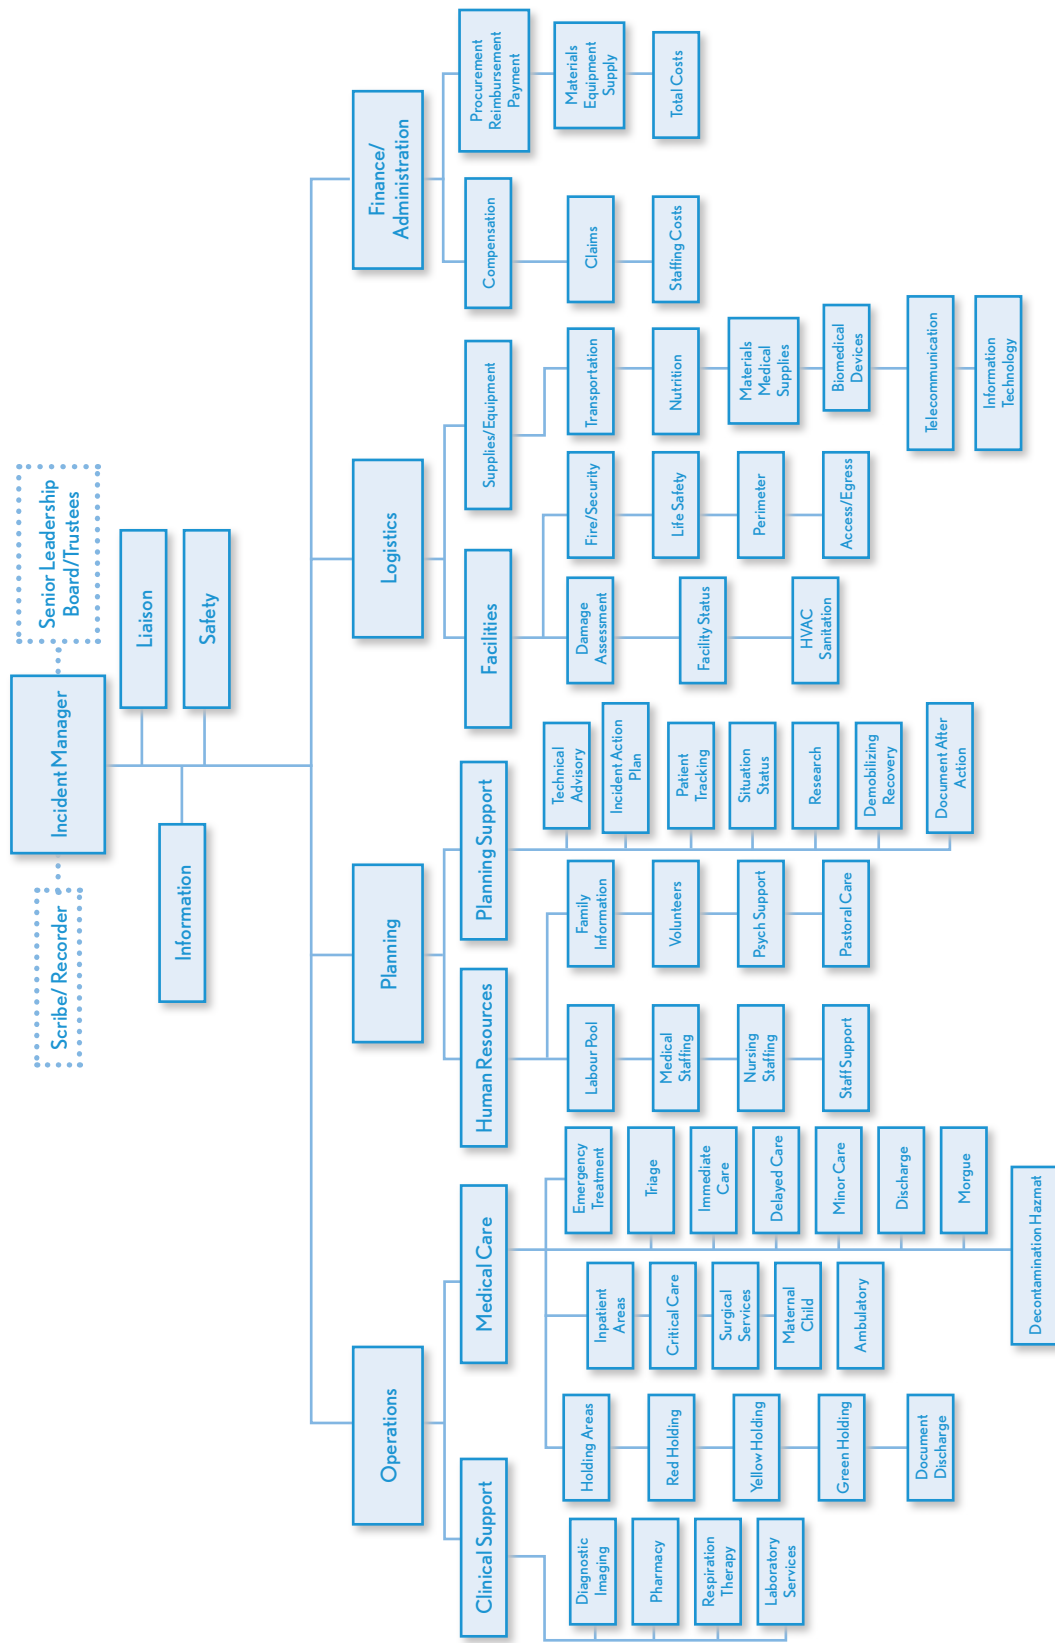 Scribe/ Recorder
Incident Manager
Senior Leadership
Board/Trustees
Liaison
Information
Safety
Operations
Planning
Logistics
Finance/
Administration
Clinical Support
Medical Care
Human Resources
Planning Support
Facilities
Supplies/Equipment
Compensation
Procurement
Reimbursement
Payment
Diagnostic
Imaging
Pharmacy
Respiration
Therapy
Laboratory
Services
Holding Areas
Red Holding
Yellow Holding
Green Holding
Document
Discharge
Inpatient
Areas
Critical Care
Surgical
Services
Maternal
Child
Ambulatory
Emergency
Treatment
Triage
Immediate
Care
Delayed Care
Minor Care
Discharge
Morgue
Decontamination Hazmat
Labour Pool
Medical
Staffing
Nursing
Staffing
Staff Support
Family
Information
Volunteers
Psych Support
Pastoral Care
Technical
Advisory
Incident Action
Plan
Patient
Tracking
Situation
Status
Research
Demobilizing
Recovery
Document After
Action
Damage
Assessment
Facility Status
HVAC
Sanitation
Fire/Security
Life Safety
Perimeter
Access/Egress
Transportation
Nutrition
Materials
Medical
Supplies
Biomedical
Devices
Telecommunication
Information
Technology
Claims
Staffing Costs
Materials
Equipment
Supply
Total Costs